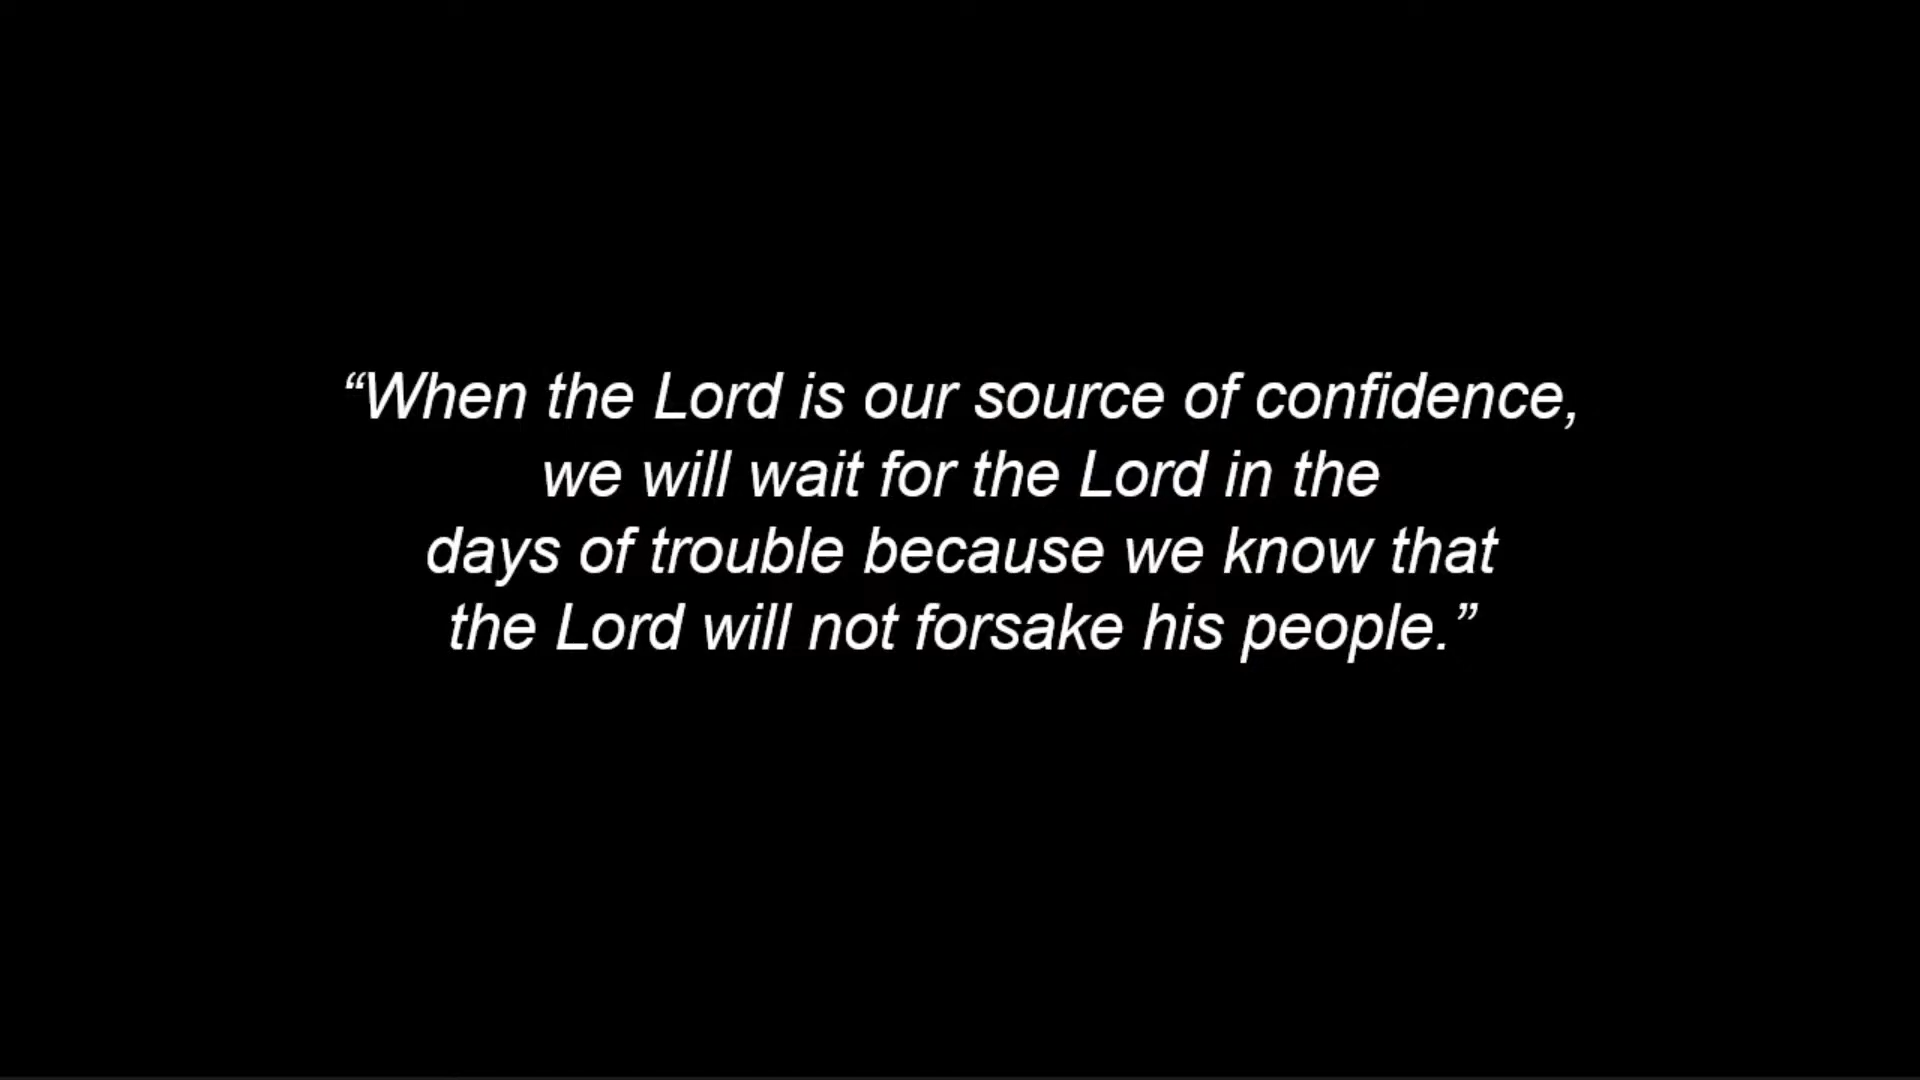 “When the Lord is our source of confidence,
we will wait for the Lord in the
days of trouble because we know that
the Lord will not forsake his people.”